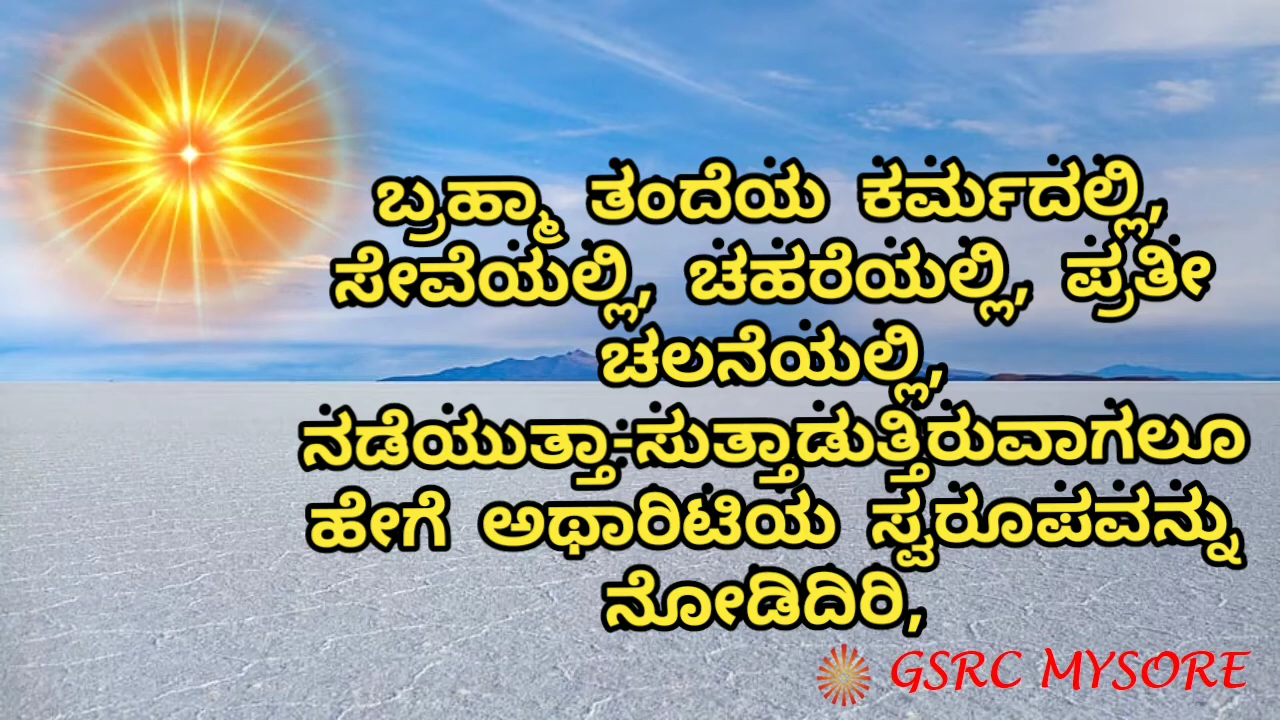 ಬ್ರಹ್ಮಾ ತಂದೆಯ ಕರ್ಮದಲ್ಲಿ,
ಸೇವೆಯಲ್ಲಿ, ಚಹರೆಯಲ್ಲಿ, ಪ್ರತೀ
ಚಲನೆಯಲ್ಲಿ,
ನಡೆಯುತ್ತಾ-ಸುತ್ತಾಡುತ್ತಿರುವಾಗಲೂ
ಹೇಗೆ ಅಥಾರಿಟಿಯ ಸ್ವರೂಪವನ್ನು
ನೋಡಿದಿರಿ,
GSRC MYSORE